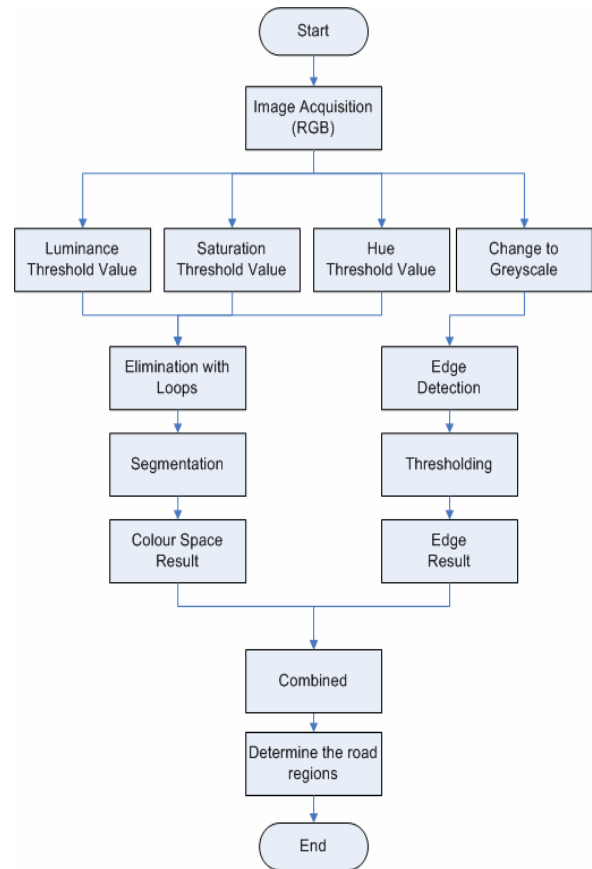 Start
Image Acquisition
(RGB)
Luminance
Threshold Value
Saturation
Threshold Value
Hue
Threshold Value
Change to
Greyscale
Elimination with
Loops
Edge
Detection
Segmentation
Thresholding
Colour Space
Result
Edge
Result
Combined
Determine the road
regions
End